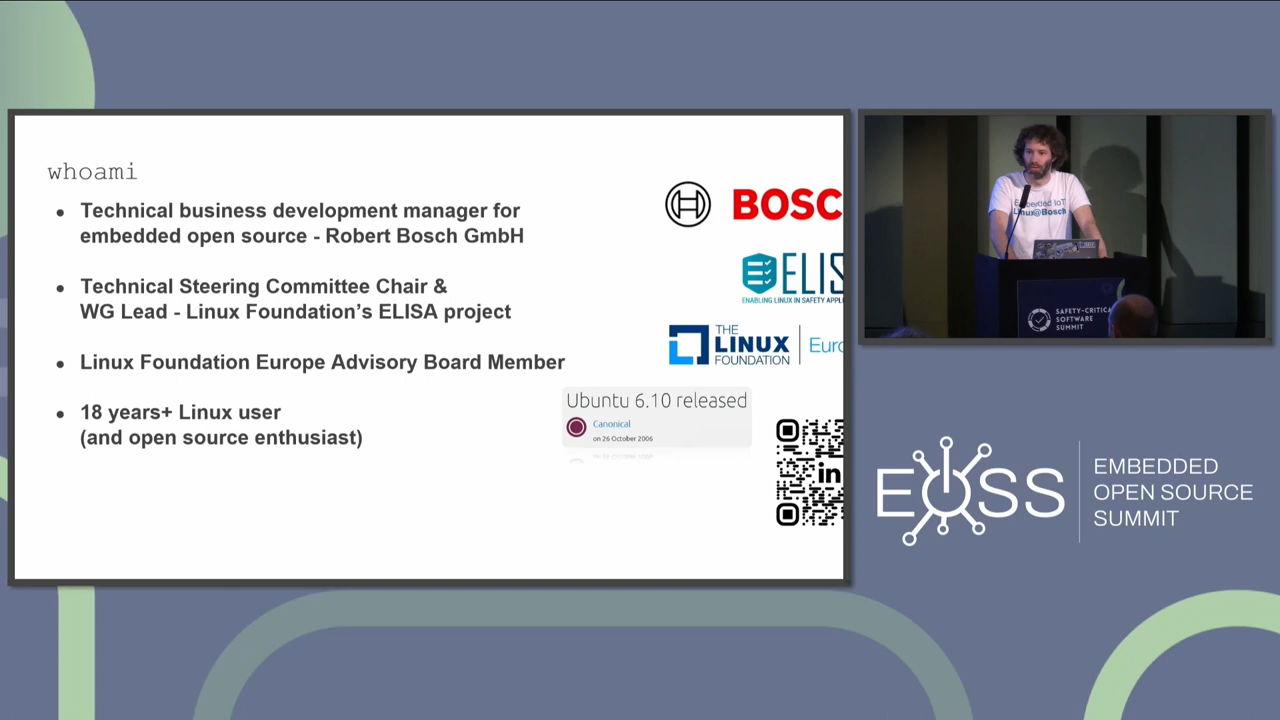 whoami
Technical business development manager for
embedded open source - Robert Bosch GmbH
Technical Steering Committee Chair &
WG Lead - Linux Foundation's ELISA project
Linux Foundation Europe Advisory Board Member
18 years+ Linux user
(and open source enthusiast)
BOSC
ELIS
ENABLING LINUX IN SAFETY APPL
THE
LINUX
FOUNDATION
Euro
Ubuntu 6.10 released
Canonical
on 26 October 2006
in
Embedded IoT
Linux@Bosch
SAFETY-CRITICA
SOFTWARE
SUMMIT
EOSS
EMBEDDED
OPEN SOURCE
SUMMIT